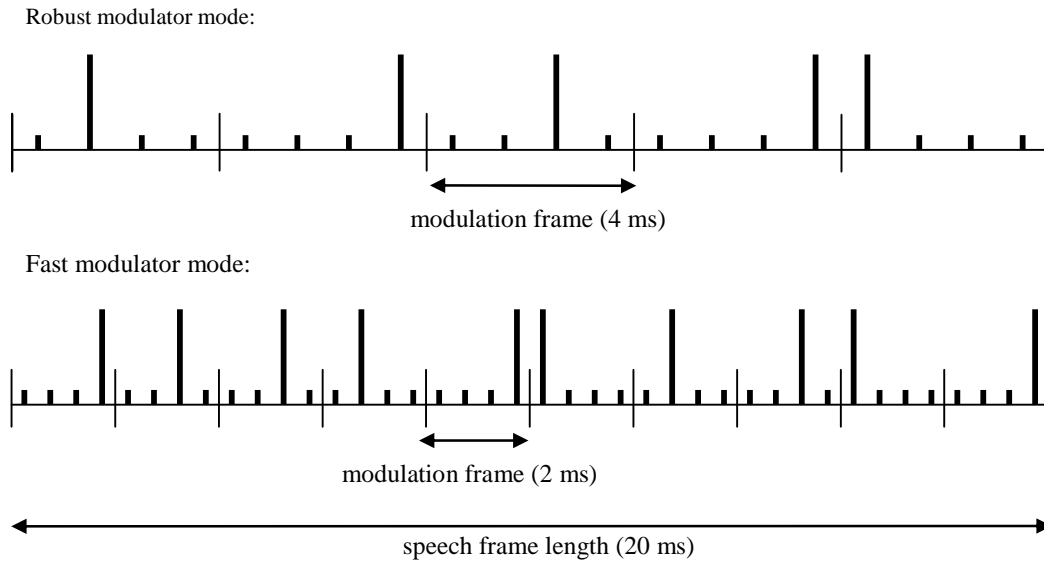 Robust modulator mode:
modulation frame (4 ms)
Fast modulator mode:
modulation frame (2 ms)
speech frame length (20 ms)